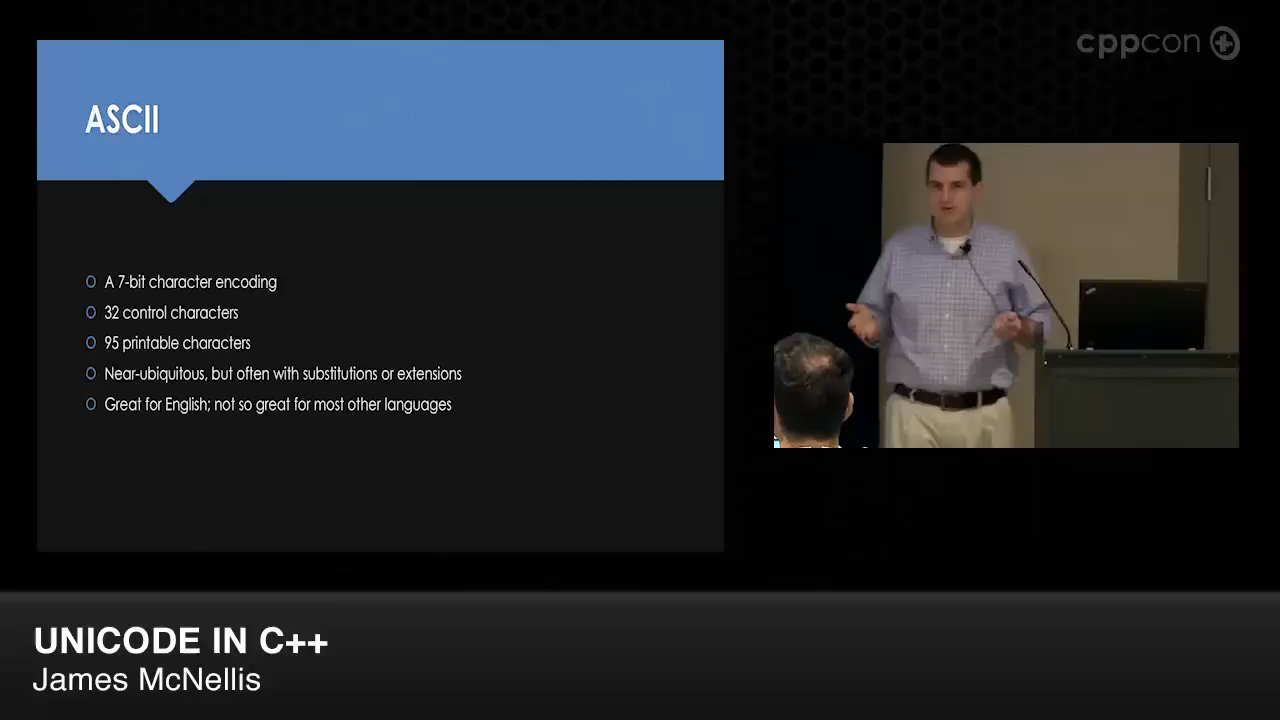 cppcon
ASCII
A 7-bit character encoding
32 control characters
95 printable characters
Near-ubiquitous, but often with substitutions or extensions
Great for English; not so great for most other languages
UNICODE IN C++
James McNellis